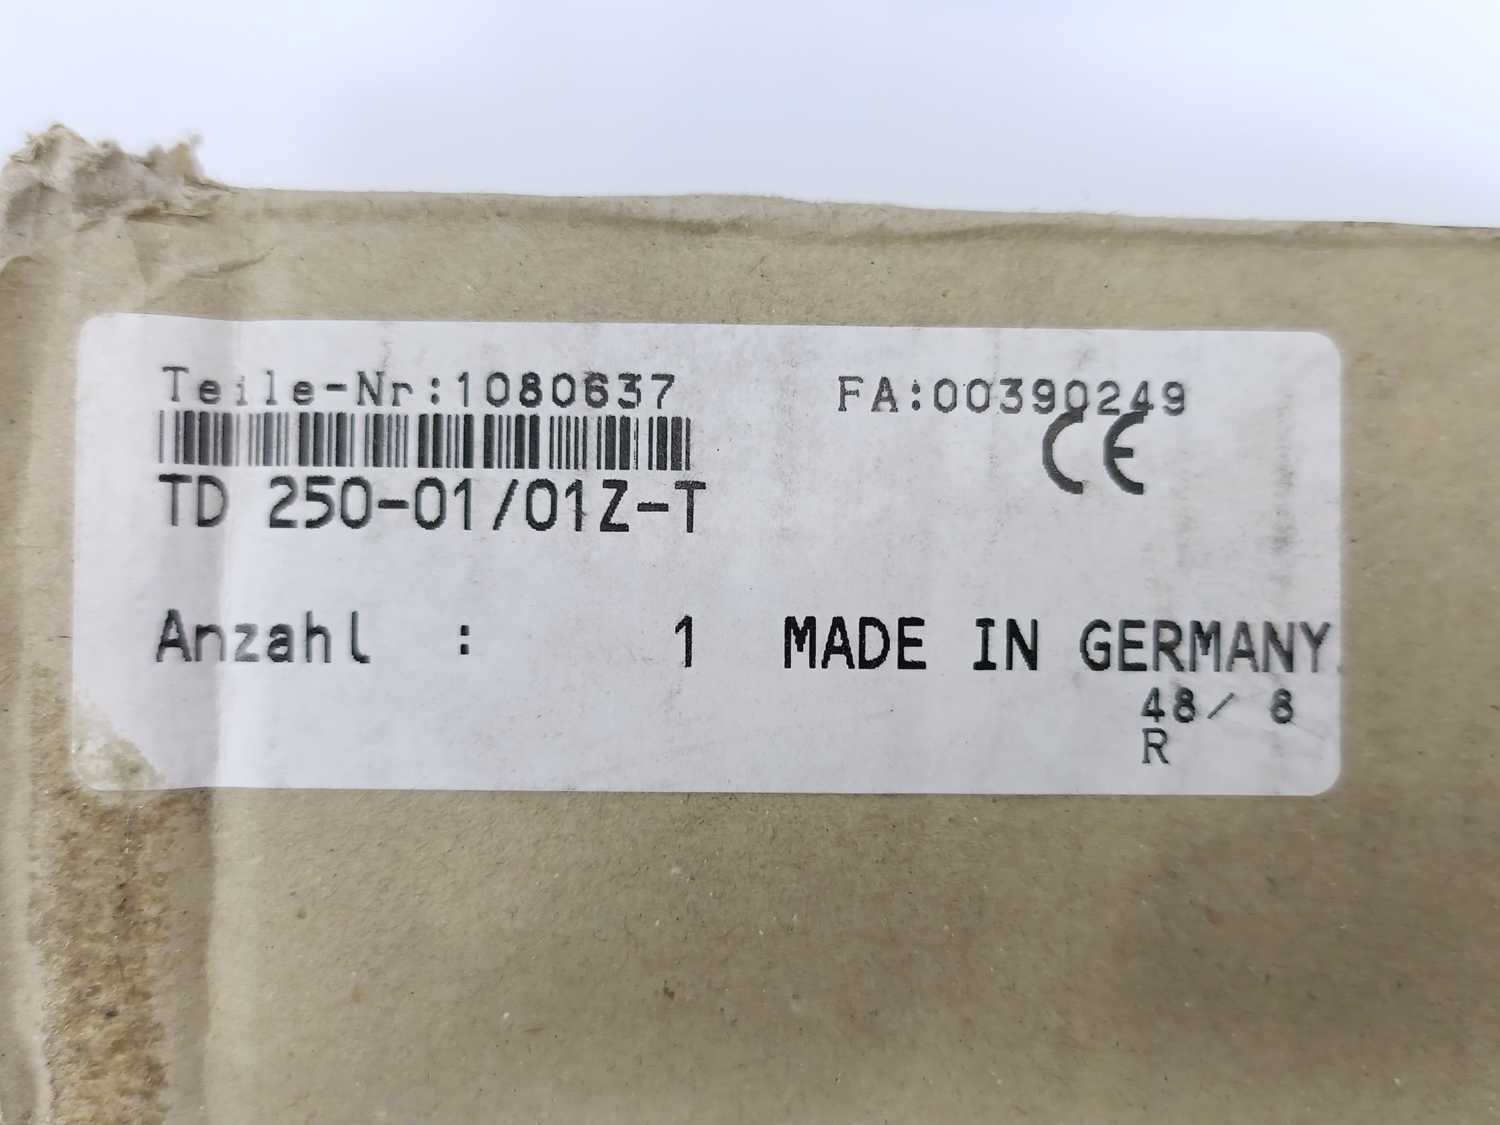 Teile-Nr:1080637 FA:00390249
CE
TD 250-01/01Z-T
Anzahl : 1 MADE IN GERMANY
48/ 8
R